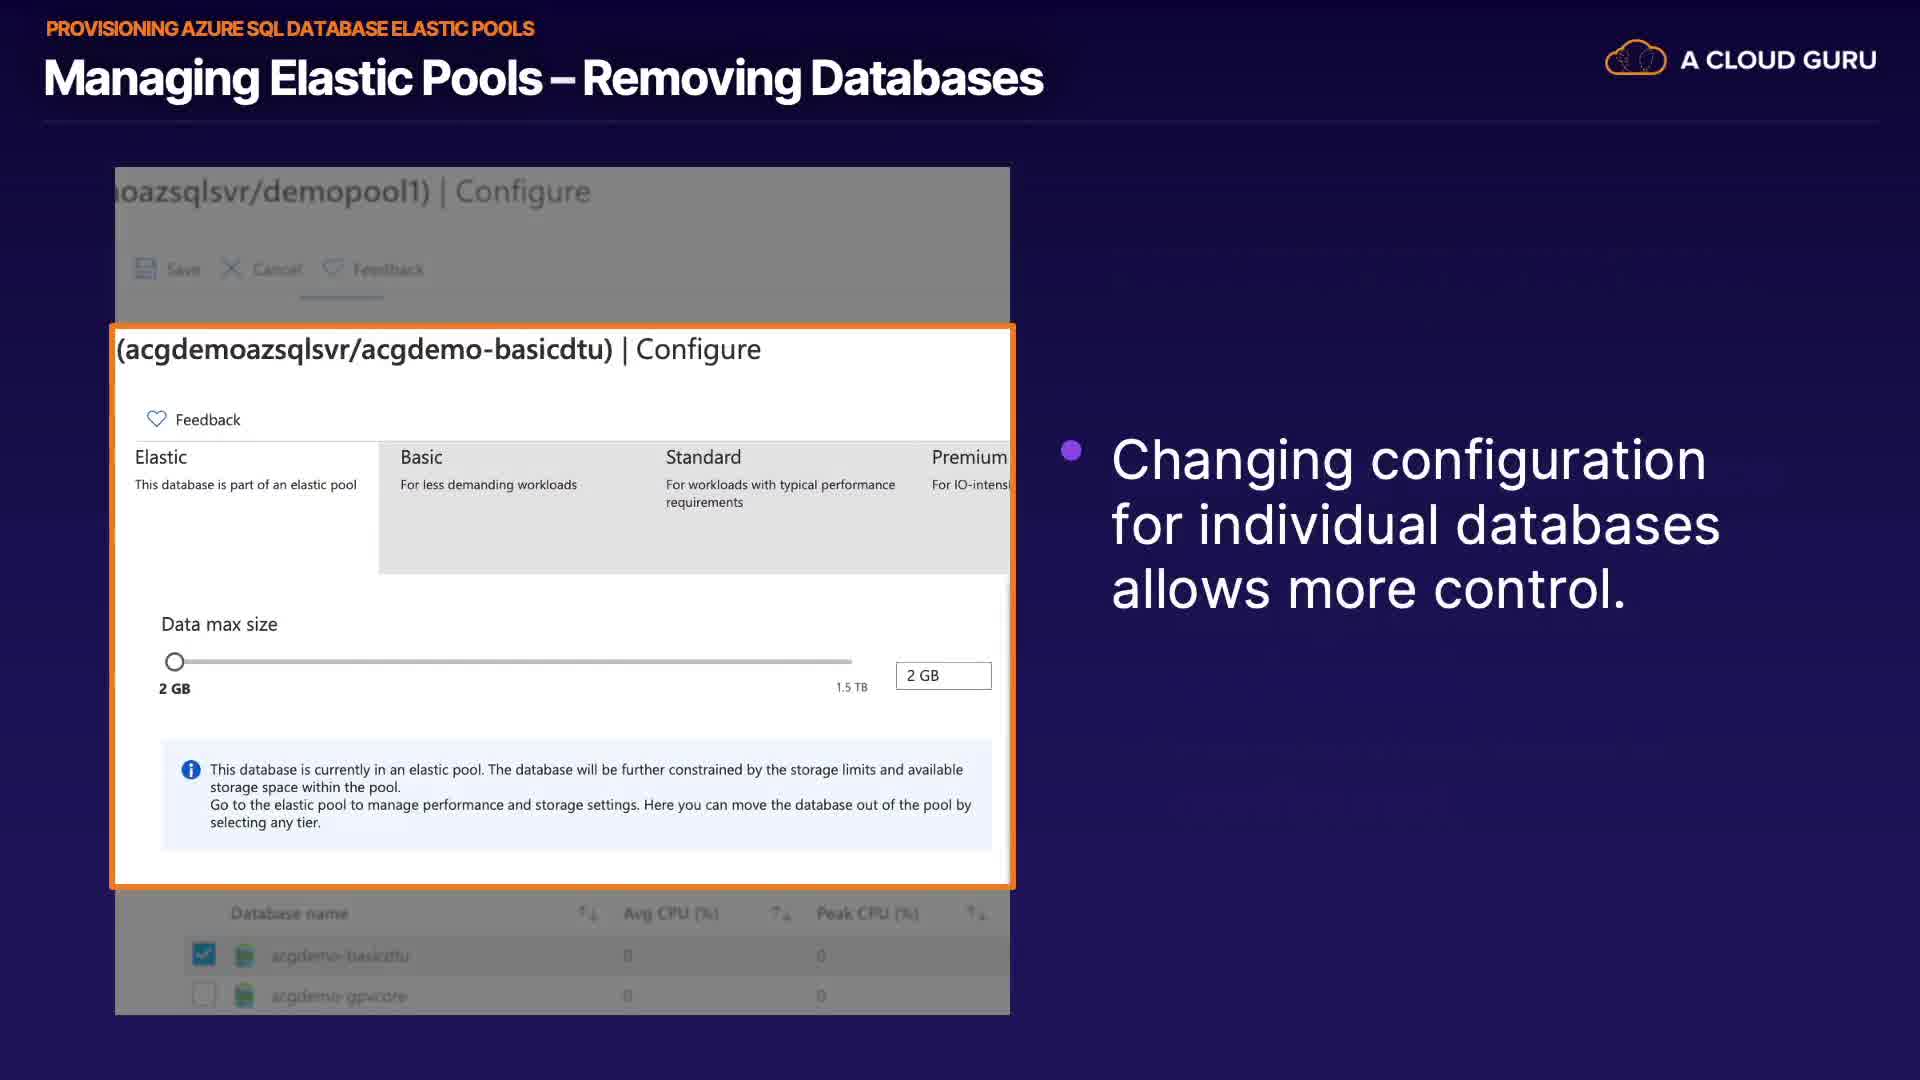 PROVISIONING AZURE SQL DATABASE ELASTIC POOLS
Managing Elastic Pools – Removing Databases
A CLOUD GURU
oazsqlsvr/demopool1) | Configure
Save Cancel Feedback
(acgdemoazsqlsvr/acgdemo-basicdtu) | Configure
Feedback
Elastic Basic Standard Premium
This database is part of an elastic pool For less demanding workloads For workloads with typical performance For IO-intensi
requirements
Data max size
2 GB
2 GB 1.5 TB
This database is currently in an elastic pool. The database will be further constrained by the storage limits and available
storage space within the pool.
Go to the elastic pool to manage performance and storage settings. Here you can move the database out of the pool by
selecting any tier.
Database name Avg CPU (%) Peak CPU (%)
acgdemo-basicdtu 0 0
acgdemo-gpvcore 0 0
Changing configuration
for individual databases
allows more control.